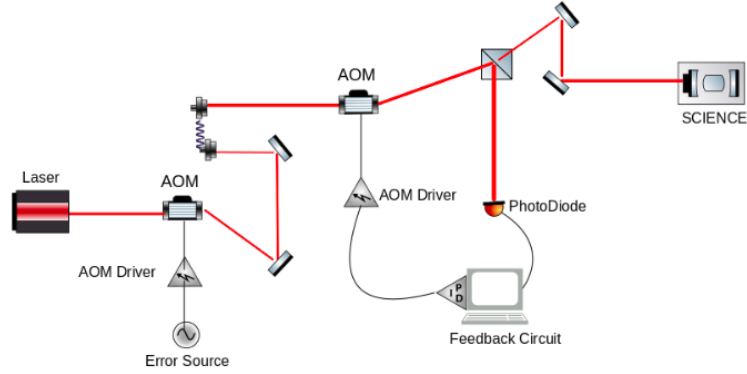 AOM
SCIENCE
Laser
AOM
AOM Driver
PhotoDiode
AOM Driver
P
I D
Feedback Circuit
Error Source